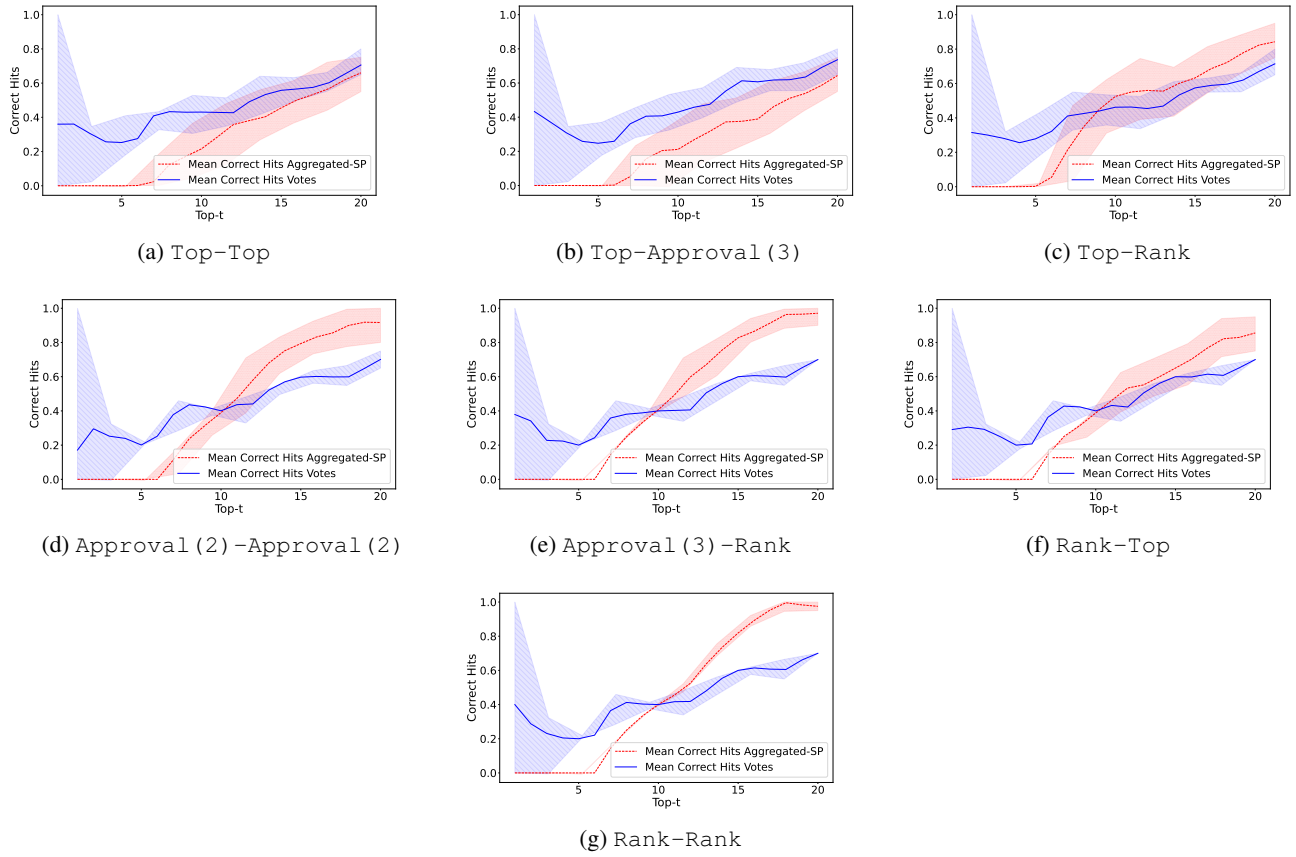 1.0
0.8
0.6
0.4
0.2
0.0
Correct Hits
Mean Correct Hits Aggregated-SP
Mean Correct Hits Votes
5 10 15 20
Top-t
(a) Top-Top
1.0
0.8
0.6
0.4
0.2
0.0
Correct Hits
Mean Correct Hits Aggregated-SP
Mean Correct Hits Votes
5 10 15 20
Top-t
(b) Top-Approval(3)
1.0
0.8
0.6
0.4
0.2
0.0
Correct Hits
Mean Correct Hits Aggregated-SP
Mean Correct Hits Votes
5 10 15 20
Top-t
(c) Top-Rank
1.0
0.8
0.6
0.4
0.2
0.0
Correct Hits
Mean Correct Hits Aggregated-SP
Mean Correct Hits Votes
5 10 15 20
Top-t
(d) Approval(2)-Approval(2)
1.0
0.8
0.6
0.4
0.2
0.0
Correct Hits
Mean Correct Hits Aggregated-SP
Mean Correct Hits Votes
5 10 15 20
Top-t
(e) Approval(3)-Rank
1.0
0.8
0.6
0.4
0.2
0.0
Correct Hits
Mean Correct Hits Aggregated-SP
Mean Correct Hits Votes
5 10 15 20
Top-t
(f) Rank-Top
1.0
0.8
0.6
0.4
0.2
0.0
Correct Hits
Mean Correct Hits Aggregated-SP
Mean Correct Hits Votes
5 10 15 20
Top-t
(g) Rank-Rank